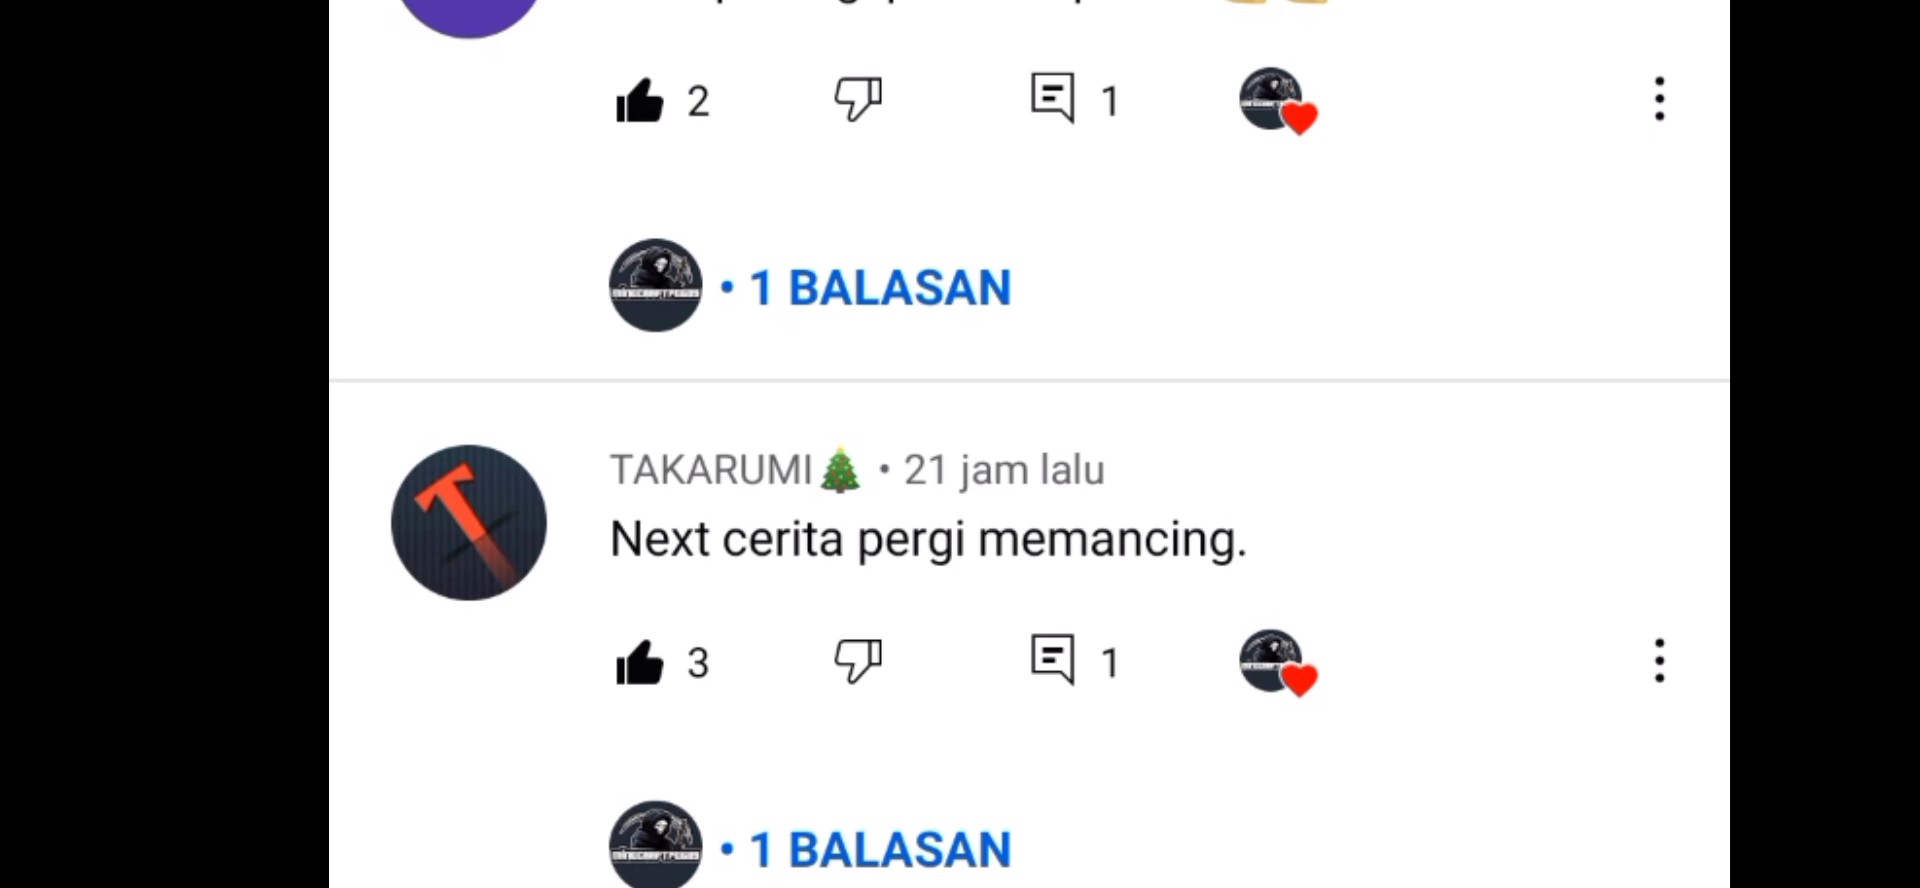 2
1
• 1 BALASAN
TAKARUMI🎄 • 21 jam lalu
Next cerita pergi memancing.
3
1
• 1 BALASAN